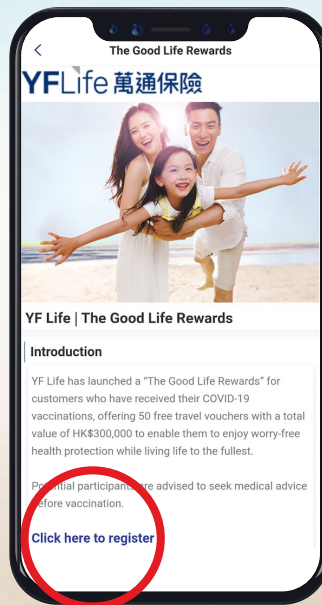 The Good Life Rewards
YFLife 萬通保險
YF Life | The Good Life Rewards
Introduction
YF Life has launched a “The Good Life Rewards” for
customers who have received their COVID-19
vaccinations, offering 50 free travel vouchers with a total
value of HK$300,000 to enable them to enjoy worry-free
health protection while living life to the fullest.
Potential participants are advised to seek medical advice
before vaccination.
Click here to register